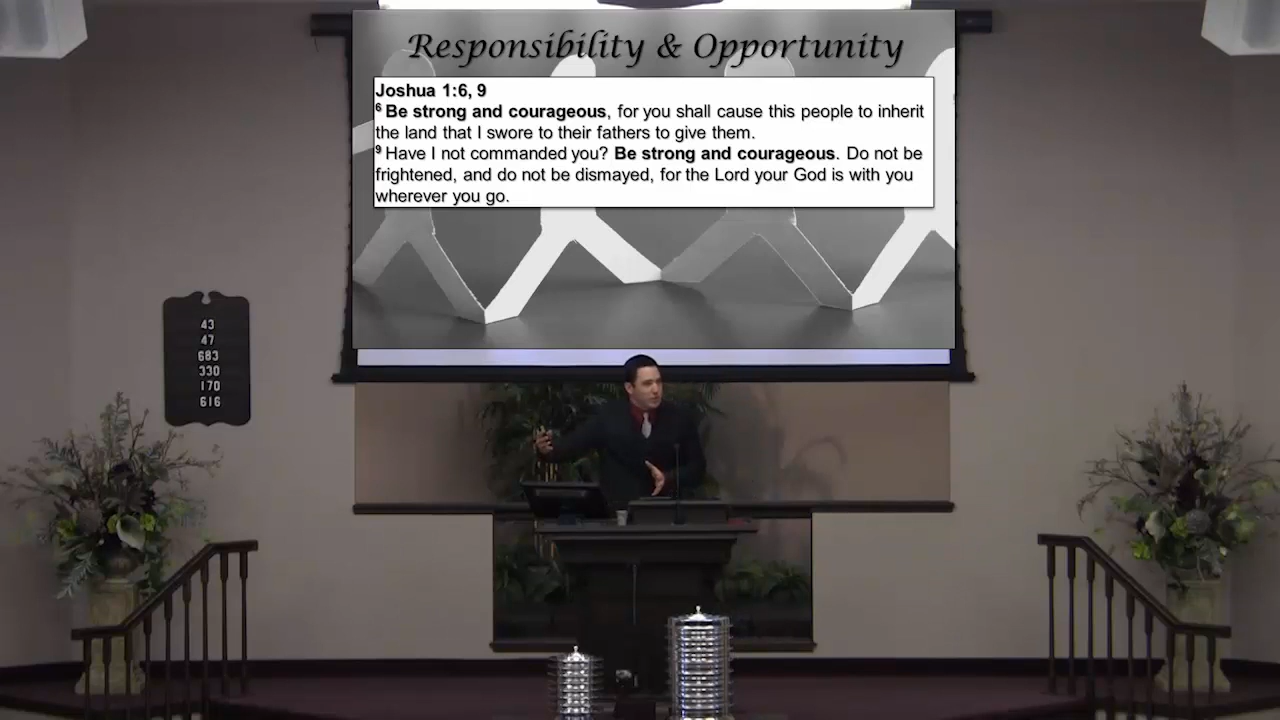 Responsibility & Opportunity
Joshua 1:6, 9
6 Be strong and courageous, for you shall cause this people to inherit
the land that I swore to their fathers to give them.
9 Have I not commanded you? Be strong and courageous. Do not be
frightened, and do not be dismayed, for the Lord your God is with you
wherever you go.
43
47
683
330
170
616